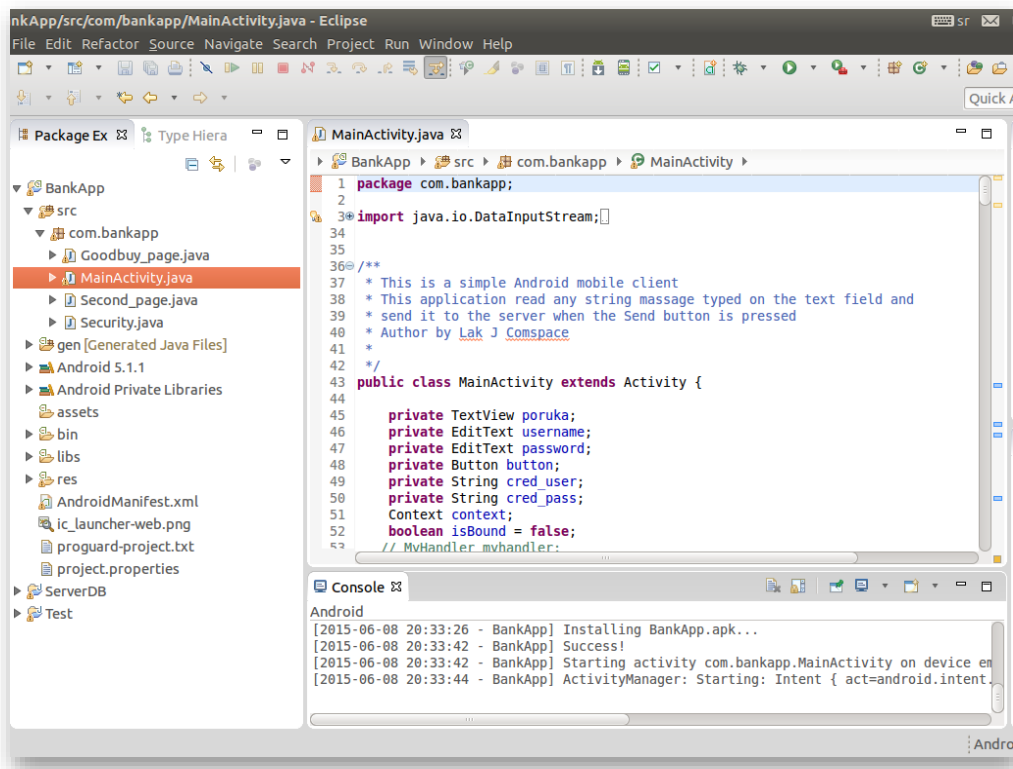 nkApp/src/com/bankapp/MainActivity.java - Eclipse
sr
File Edit Refactor Source Navigate Search Project Run Window Help
Quick A
Package Ex
Type Hiera
BankApp
src
com.bankapp
Goodbuy_page.java
MainActivity.java
Second_page.java
Security.java
gen [Generated Java Files]
Android 5.1.1
Android Private Libraries
assets
bin
libs
res
AndroidManifest.xml
ic_launcher-web.png
proguard-project.txt
project.properties
ServerDB
Test
MainActivity.java
BankApp src com.bankapp MainActivity
1 package com.bankapp;
2
3 import java.io.DataInputStream;
34
35
36 /**
37 * This is a simple Android mobile client
38 * This application read any string massage typed on the text field and
39 * send it to the server when the Send button is pressed
40 * Author by Lak J Comspace
41 *
42 */
43 public class MainActivity extends Activity {
44
45 private TextView poruka;
46 private EditText username;
47 private EditText password;
48 private Button button;
49 private String cred_user;
50 private String cred_pass;
51 Context context;
52 boolean isBound = false;
53 // MyHandler myhandler;
Console
Android
[2015-06-08 20:33:26 - BankApp] Installing BankApp.apk...
[2015-06-08 20:33:42 - BankApp] Success!
[2015-06-08 20:33:42 - BankApp] Starting activity com.bankapp.MainActivity on device em
[2015-06-08 20:33:44 - BankApp] ActivityManager: Starting: Intent { act=android.intent.
Andro